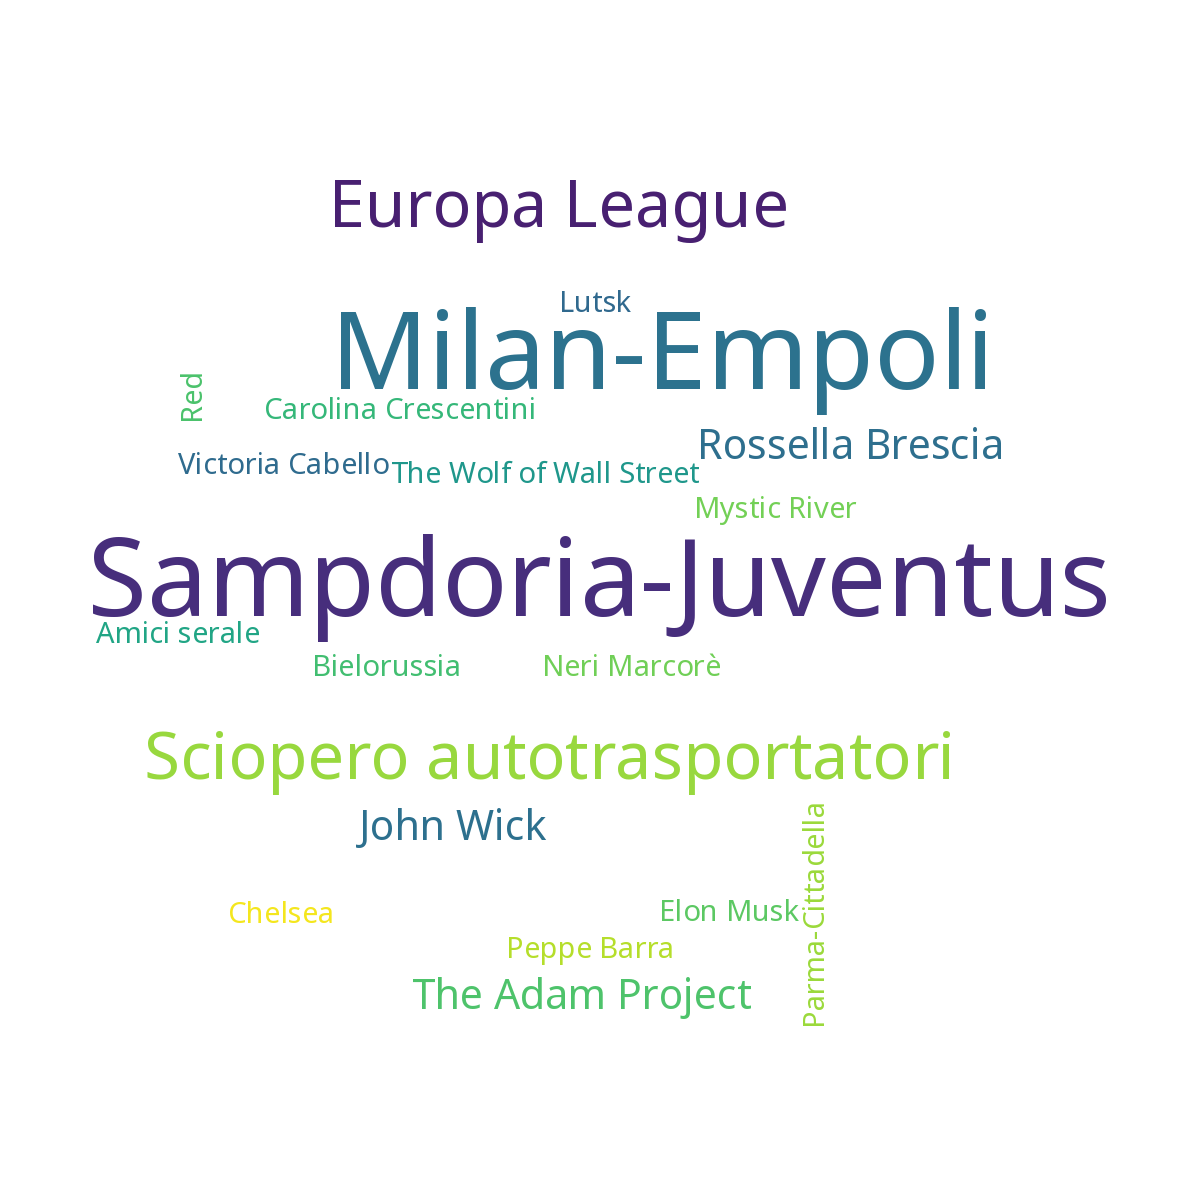 Europa League
Lutsk
Milan-Empoli
Red
Carolina Crescentini
Rossella Brescia
Victoria Cabello
The Wolf of Wall Street
Mystic River
Sampdoria-Juventus
Amici serale
Bielorussia
Neri Marcorè
Sciopero autotrasportatori
John Wick
Parma-Cittadella
Chelsea
Elon Musk
Peppe Barra
The Adam Project